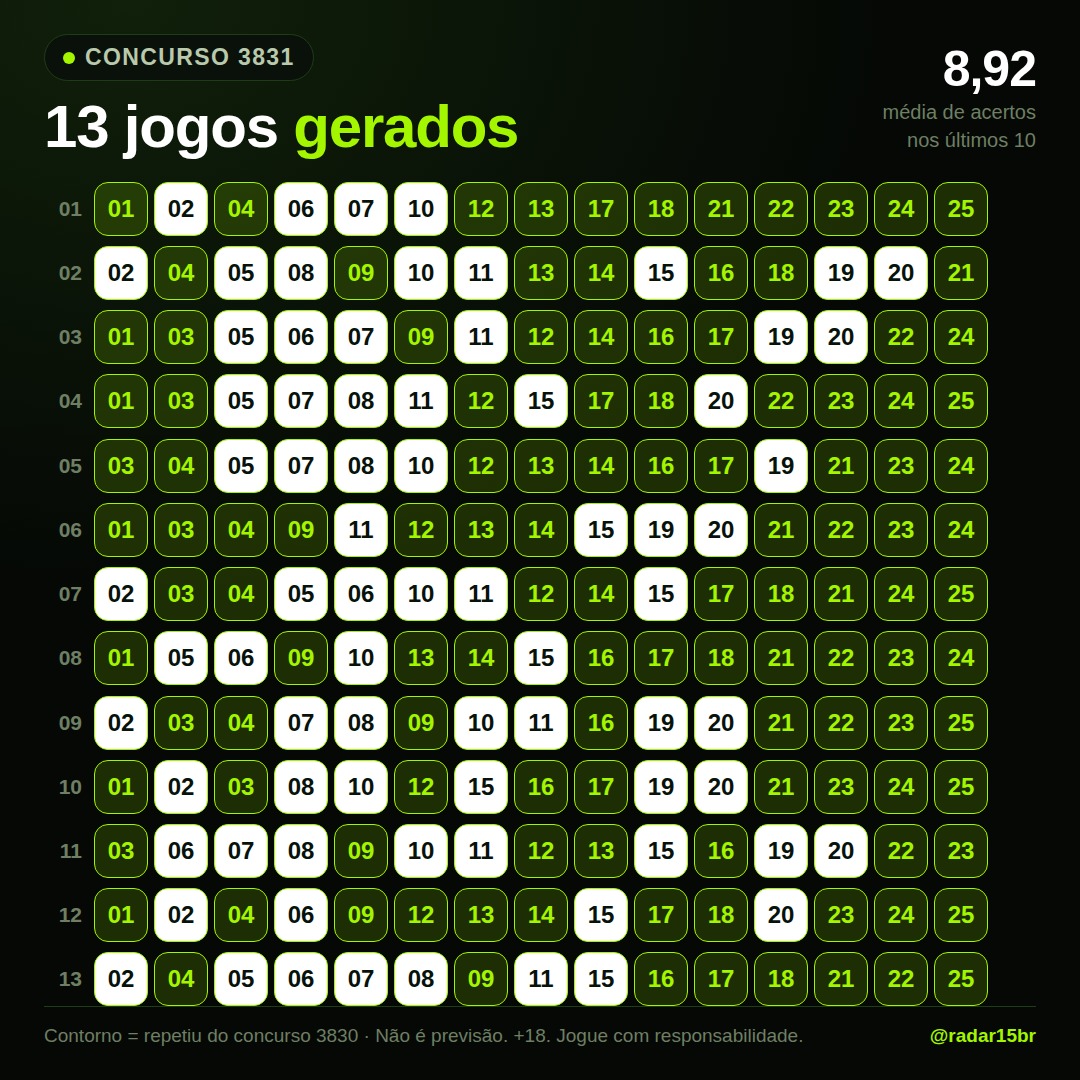 CONCURSO 3831
13 jogos gerados
8,92
média de acertos
nos últimos 10
01 01 02 04 06 07 10 12 13 17 18 21 22 23 24 25
02 02 04 05 08 09 10 11 13 14 15 16 18 19 20 21
03 01 03 05 06 07 09 11 12 14 16 17 19 20 22 24
04 01 03 05 07 08 11 12 15 17 18 20 22 23 24 25
05 03 04 05 07 08 10 12 13 14 16 17 19 21 23 24
06 01 03 04 09 11 12 13 14 15 19 20 21 22 23 24
07 02 03 04 05 06 10 11 12 14 15 17 18 21 24 25
08 01 05 06 09 10 13 14 15 16 17 18 21 22 23 24
09 02 03 04 07 08 09 10 11 16 19 20 21 22 23 25
10 01 02 03 08 10 12 15 16 17 19 20 21 23 24 25
11 03 06 07 08 09 10 11 12 13 15 16 19 20 22 23
12 01 02 04 06 09 12 13 14 15 17 18 20 23 24 25
13 02 04 05 06 07 08 09 11 15 16 17 18 21 22 25
Contorno = repetiu do concurso 3830 · Não é previsão. +18. Jogue com responsabilidade.
@radar15br